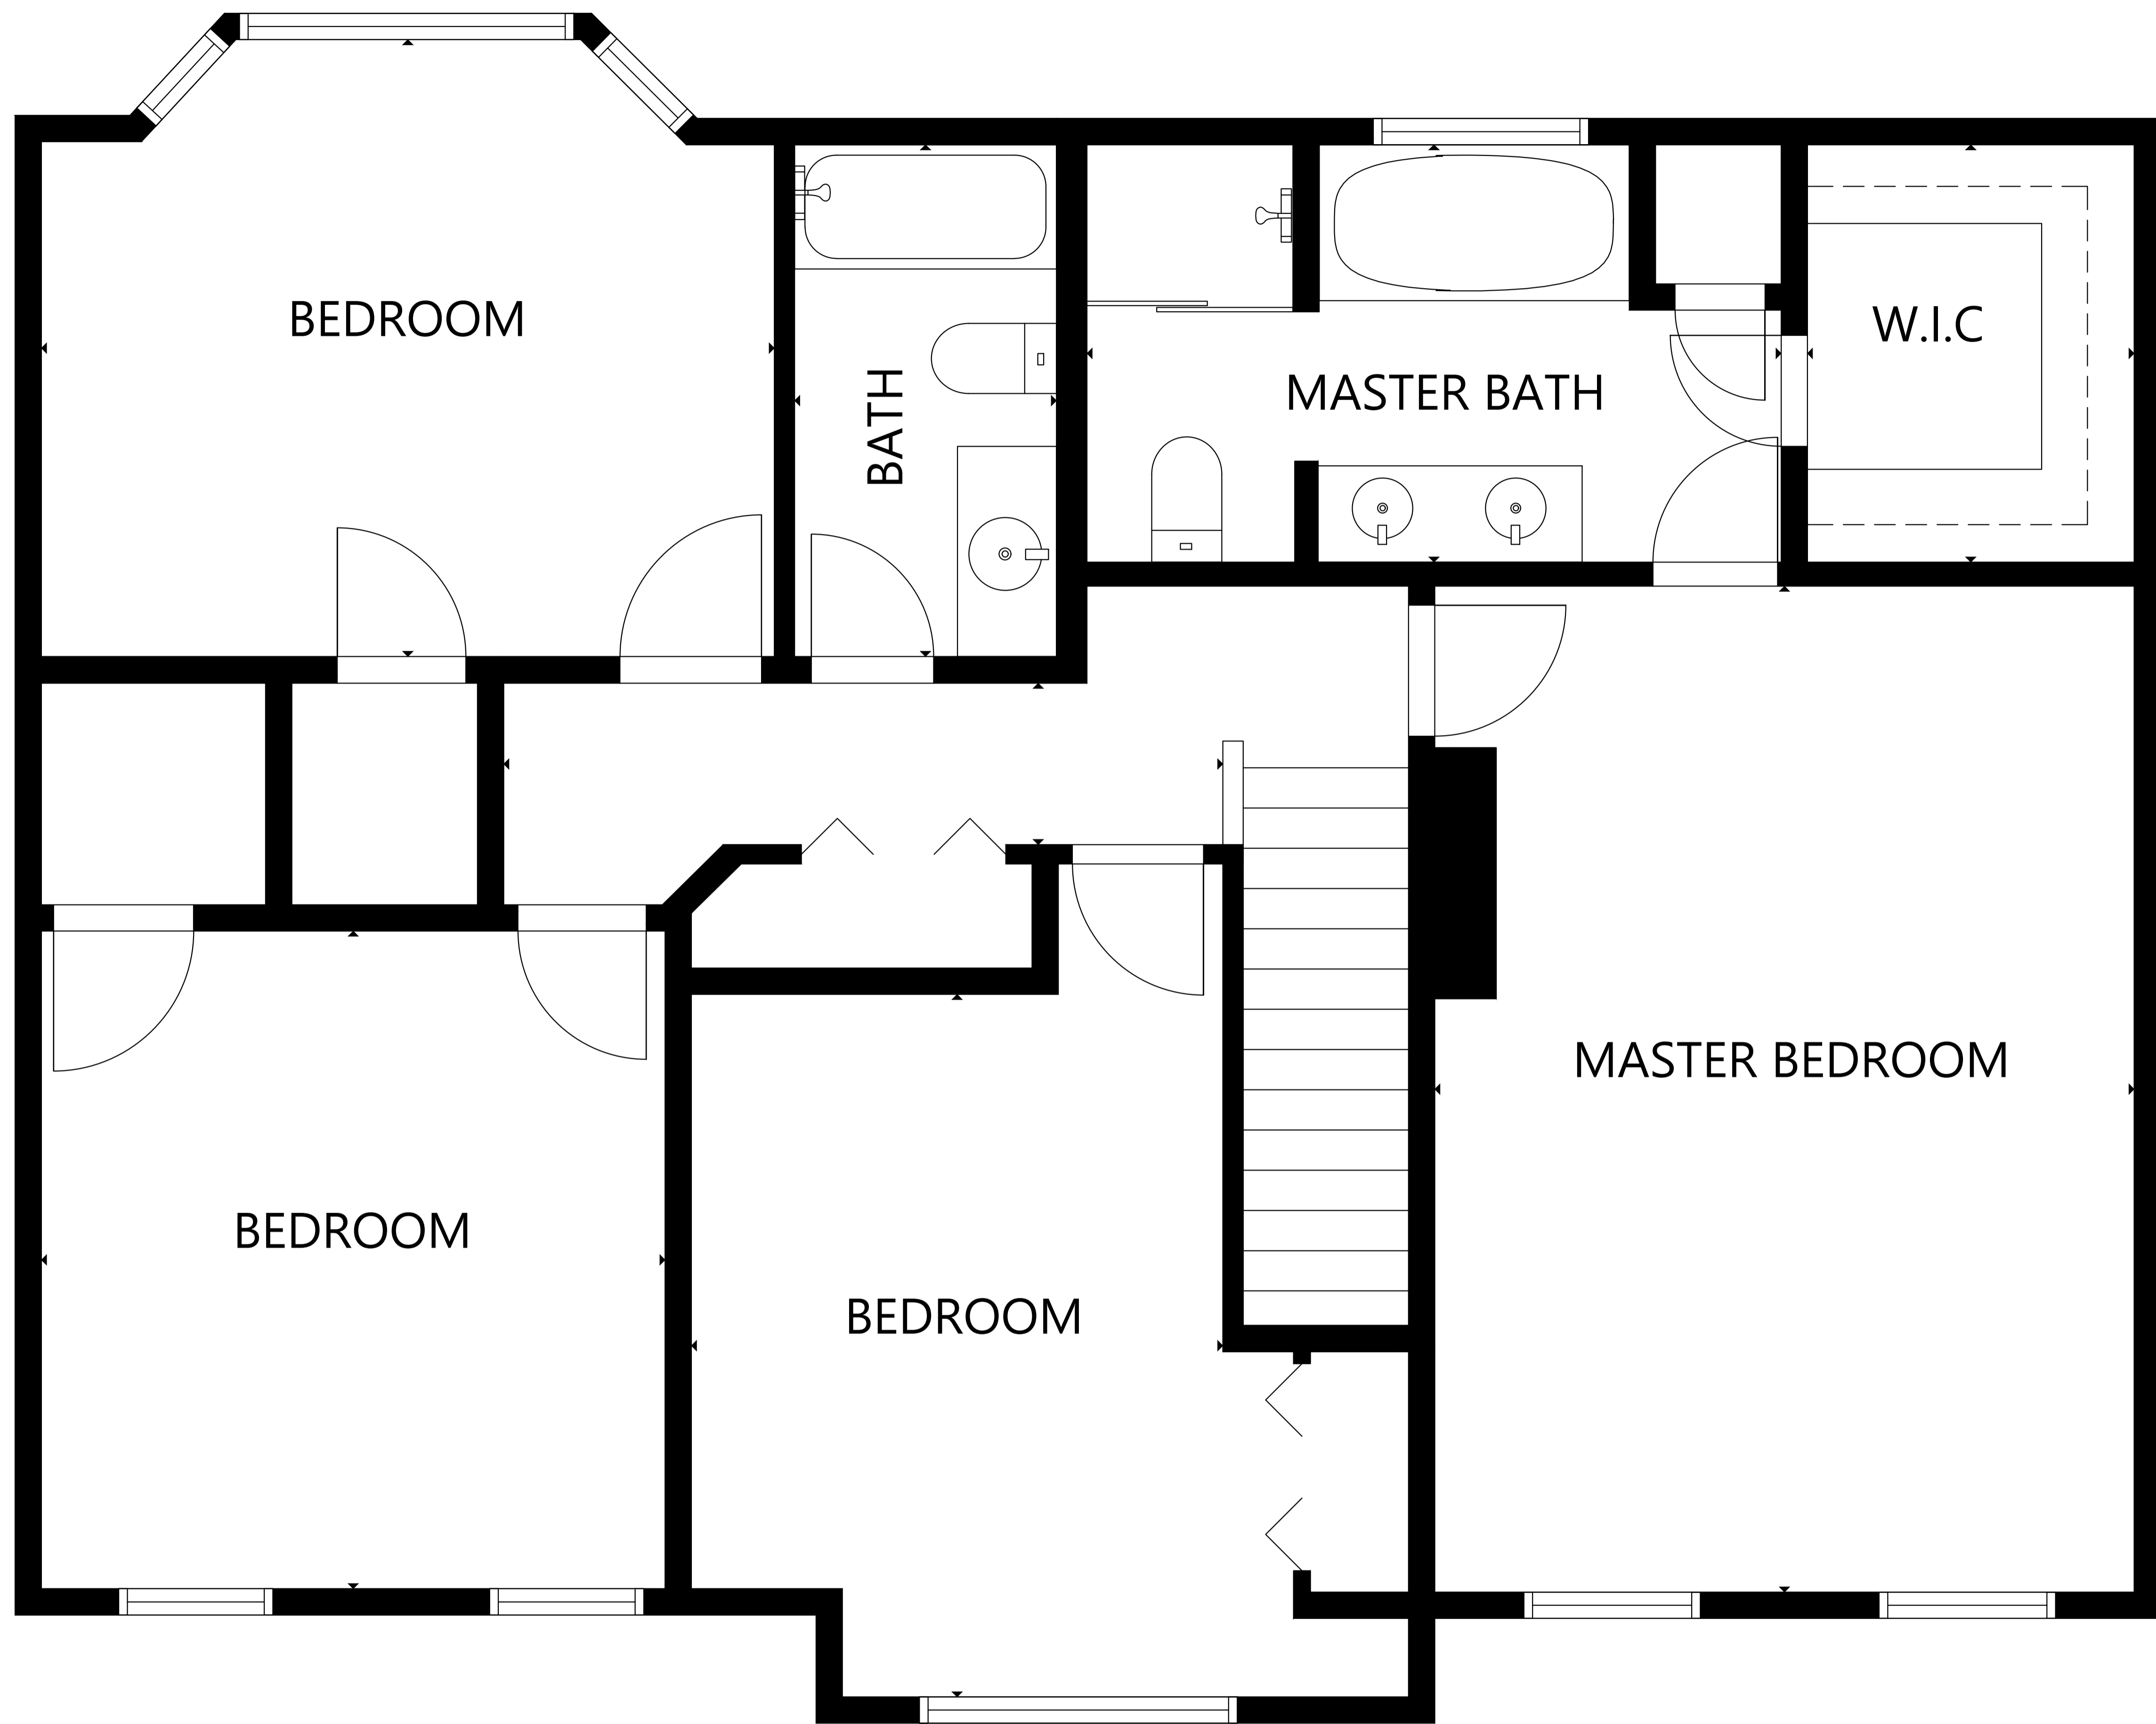 BEDROOM
W.I.C
MASTER BATH
BATH
MASTER BEDROOM
BEDROOM
BEDROOM